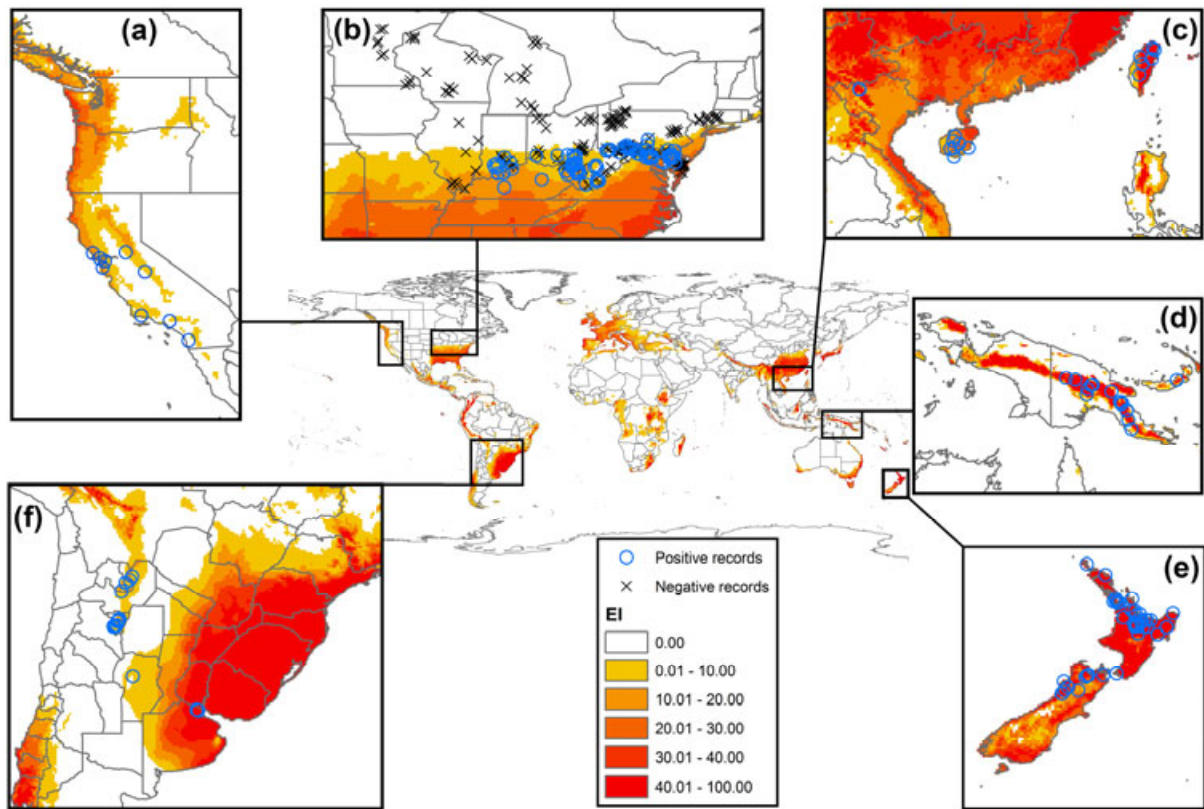 (a)
(b)
(c)
(d)
(e)
(f)
Positive records
Negative records
EI
0.00
0.01 - 10.00
10.01 - 20.00
20.01 - 30.00
30.01 - 40.00
40.01 - 100.00